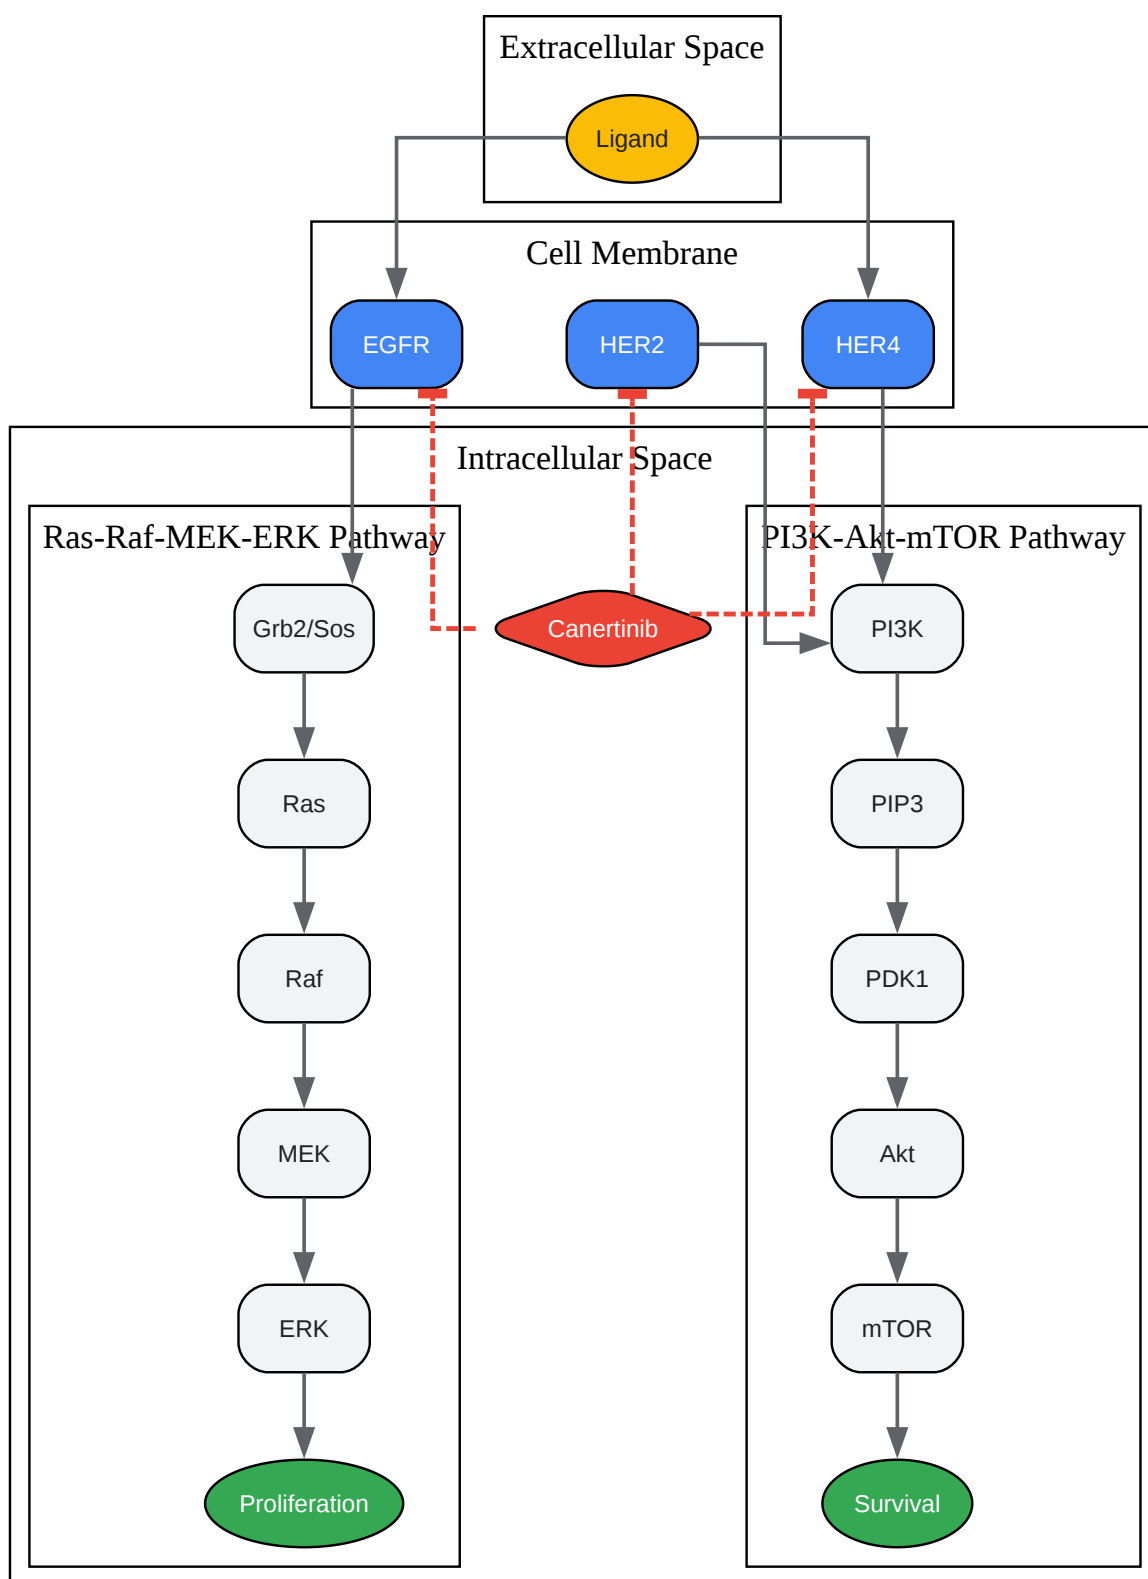 Extracellular Space
Ligand
Cell Membrane
EGFR
HER2
HER4
Intracellular Space
Ras-Raf-MEK-ERK Pathway
PI3K-Akt-mTOR Pathway
Grb2/Sos
Canertinib
PI3K
Ras
PIP3
Raf
PDK1
MEK
Akt
ERK
mTOR
Proliferation
Survival